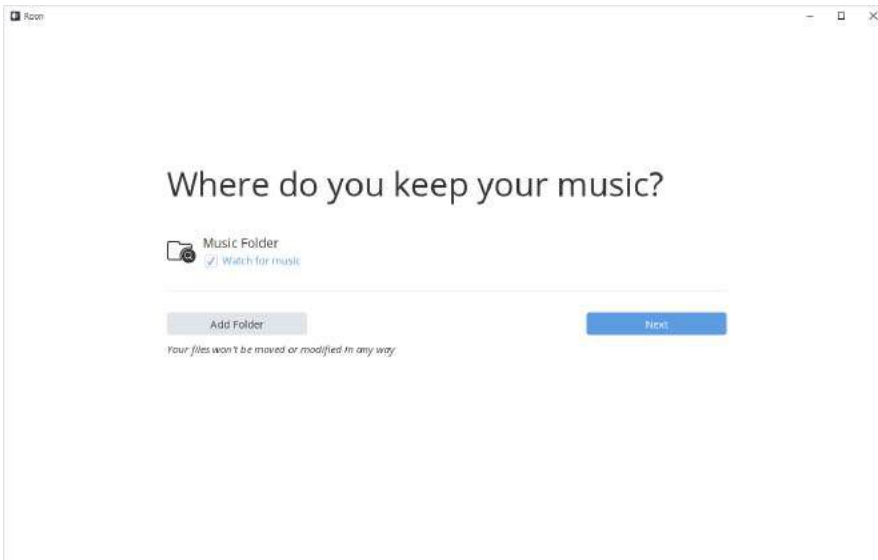 Roon
Where do you keep your music?
Music Folder
Watch for music
Add Folder
Next
Your files won't be moved or modified in any way